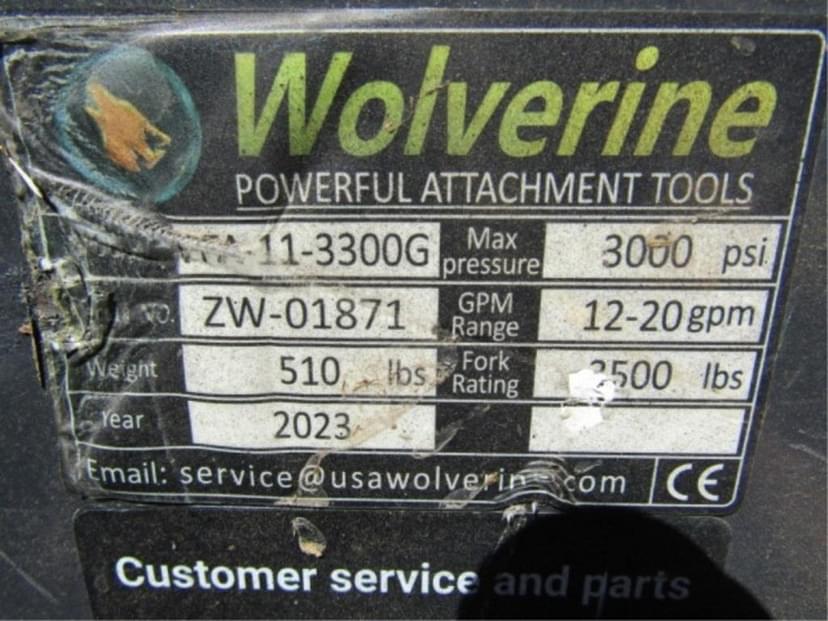 Wolverine
POWERFUL ATTACHMENT TOOLS
11-3300G Max pressure 3000 psi
ZW-01871 GPM Range 12-20 gpm
Weight 510 lbs Fork Rating lbs
Year 2023
Email: service@usawolverin com CE
Customer service and parts